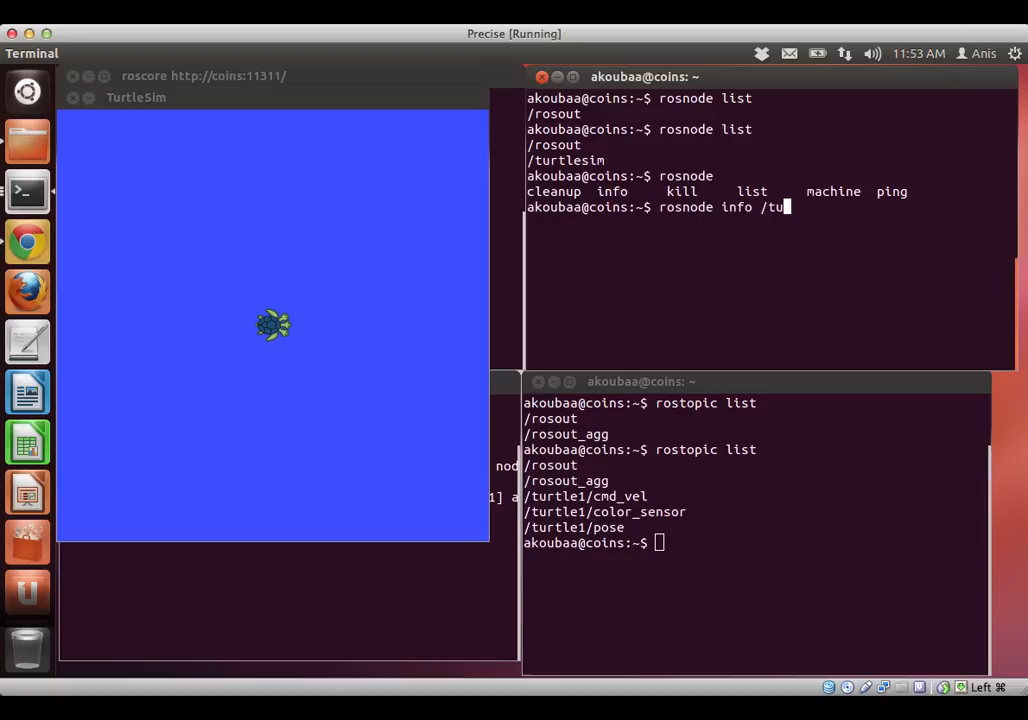 Precise [Running]
Terminal
11:53 AM
Anis
roscore http://coins:11311/
TurtleSim
akoubaa@coins: ~
akoubaa@coins:~$ rosnode list
/rosout
akoubaa@coins:~$ rosnode list
/rosout
/turtlesim
akoubaa@coins:~$ rosnode
cleanup info kill list machine ping
akoubaa@coins:~$ rosnode info /tu
akoubaa@coins: ~
akoubaa@coins:~$ rostopic list
/rosout
/rosout_agg
akoubaa@coins:~$ rostopic list
/rosout
/rosout_agg
/turtle1/cmd_vel
/turtle1/color_sensor
/turtle1/pose
akoubaa@coins:~$
nod
1] a
Left ⌘